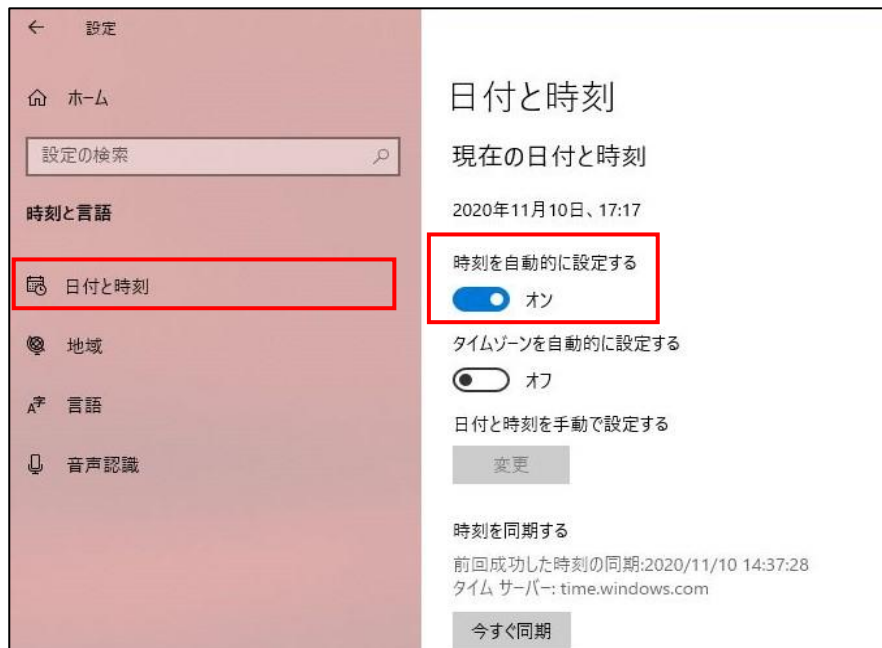 設定
ホーム
設定の検索
時刻と言語
日付と時刻
地域
言語
音声認識
日付と時刻
現在の日付と時刻
2020年11月10日、17:17
時刻を自動的に設定する
オン
タイムゾーンを自動的に設定する
オフ
日付と時刻を手動で設定する
変更
時刻を同期する
前回成功した時刻の同期:2020/11/10 14:37:28
タイム サーバー: time.windows.com
今すぐ同期